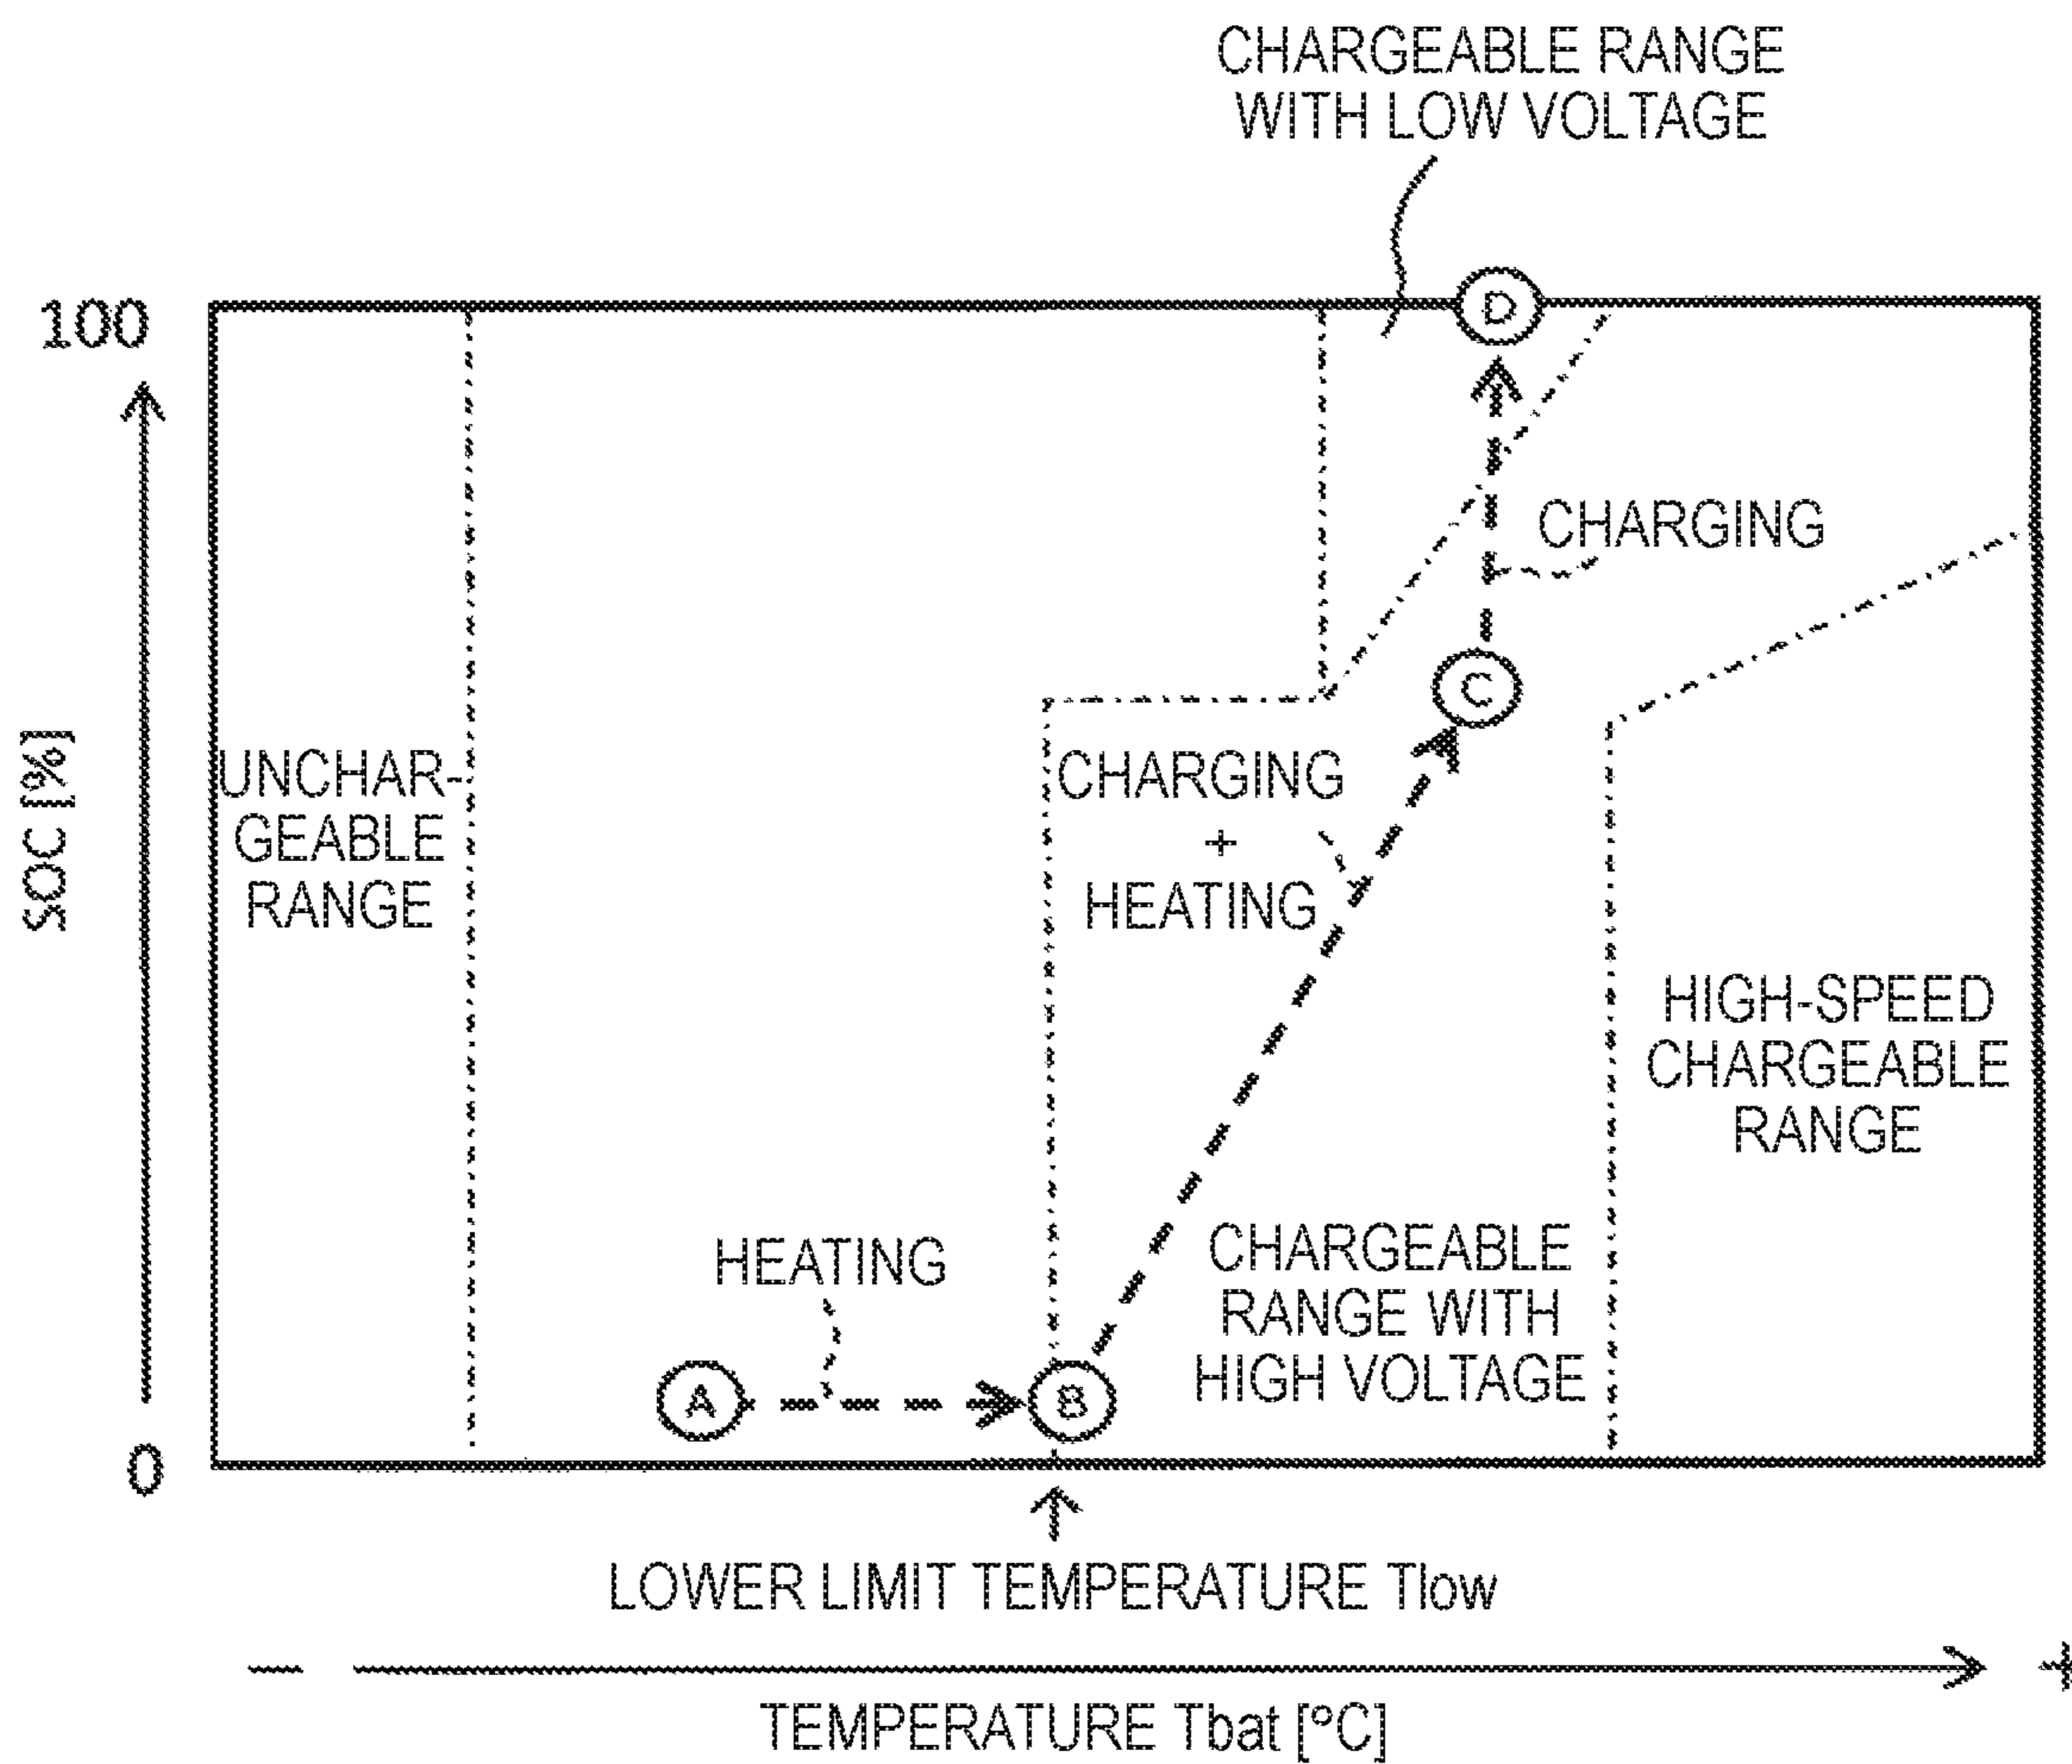 CHARGEABLE RANGE
WITH LOW VOLTAGE
100
D
CHARGING
C
SOC [%]
UNCHAR-
GEABLE
RANGE
CHARGING
+
HEATING
HIGH-SPEED
CHARGEABLE
RANGE
HEATING
CHARGEABLE
RANGE WITH
HIGH VOLTAGE
A
B
0
LOWER LIMIT TEMPERATURE Tlow
— +
TEMPERATURE Tbat [°C]